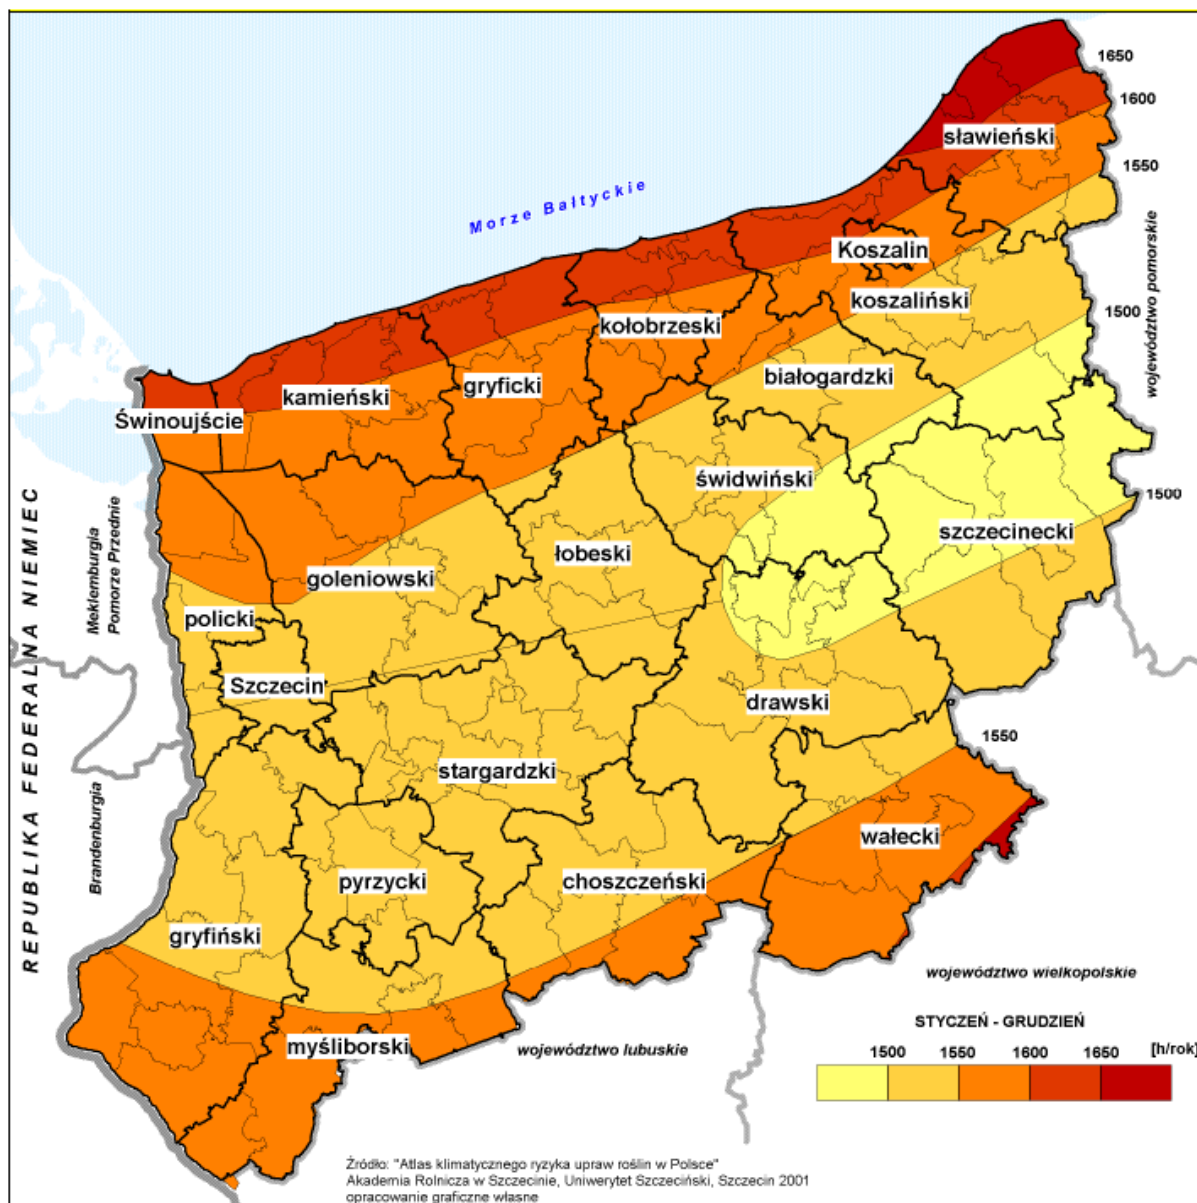 1650
1600
sławieński
1550
Morze Bałtyckie
województwo pomorskie
Koszalin
koszaliński
1500
kołobrzeski
białogardzki
gryficki
kamieński
Świnoujście
świdwiński
1500
szczecinecki
REPUBLIKA FEDERALNA NIEMIEC
Meklemburgia
Pomorze Przednie
łobeski
goleniowski
policki
Szczecin
drawski
1550
stargardzki
Brandenburgia
wałecki
pyrzycki
choszczeński
gryfiński
województwo wielkopolskie
myśliborski
województwo lubuskie
STYCZEŃ - GRUDZIEŃ
1500 1550 1600 1650 [h/rok]
Źródło: "Atlas klimatycznego ryzyka upraw roślin w Polsce"
Akademia Rolnicza w Szczecinie, Uniwerytet Szczeciński, Szczecin 2001
opracowanie graficzne własne